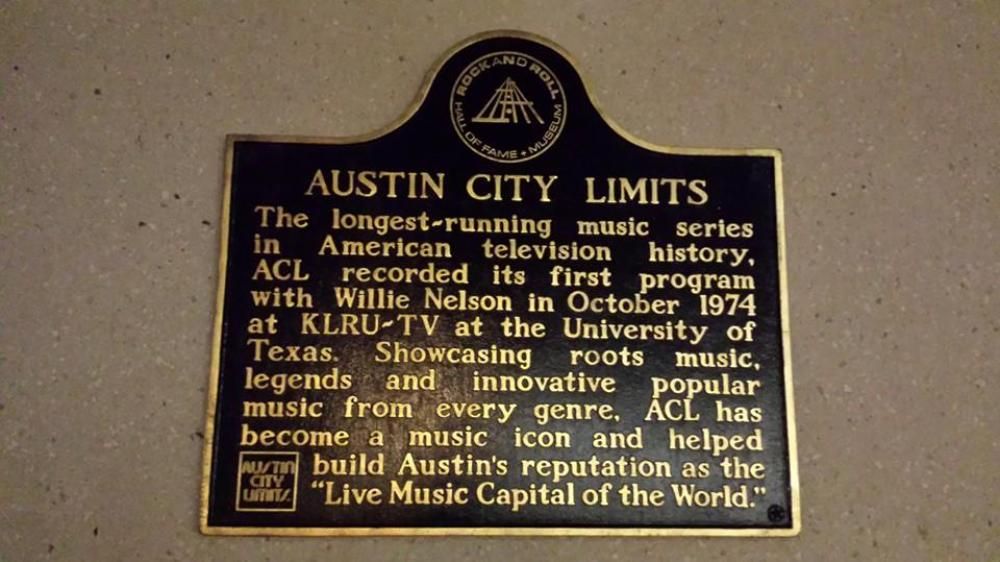 ROCK AND ROLL
HALL OF FAME + MUSEUM
AUSTIN CITY LIMITS
The longest-running music series
in American television history,
ACL recorded its first program
with Willie Nelson in October 1974
at KLRU-TV at the University of
Texas. Showcasing roots music,
legends and innovative popular
music from every genre, ACL has
become a music icon and helped
build Austin's reputation as the
"Live Music Capital of the World."
AUSTIN
CITY
LIMITS